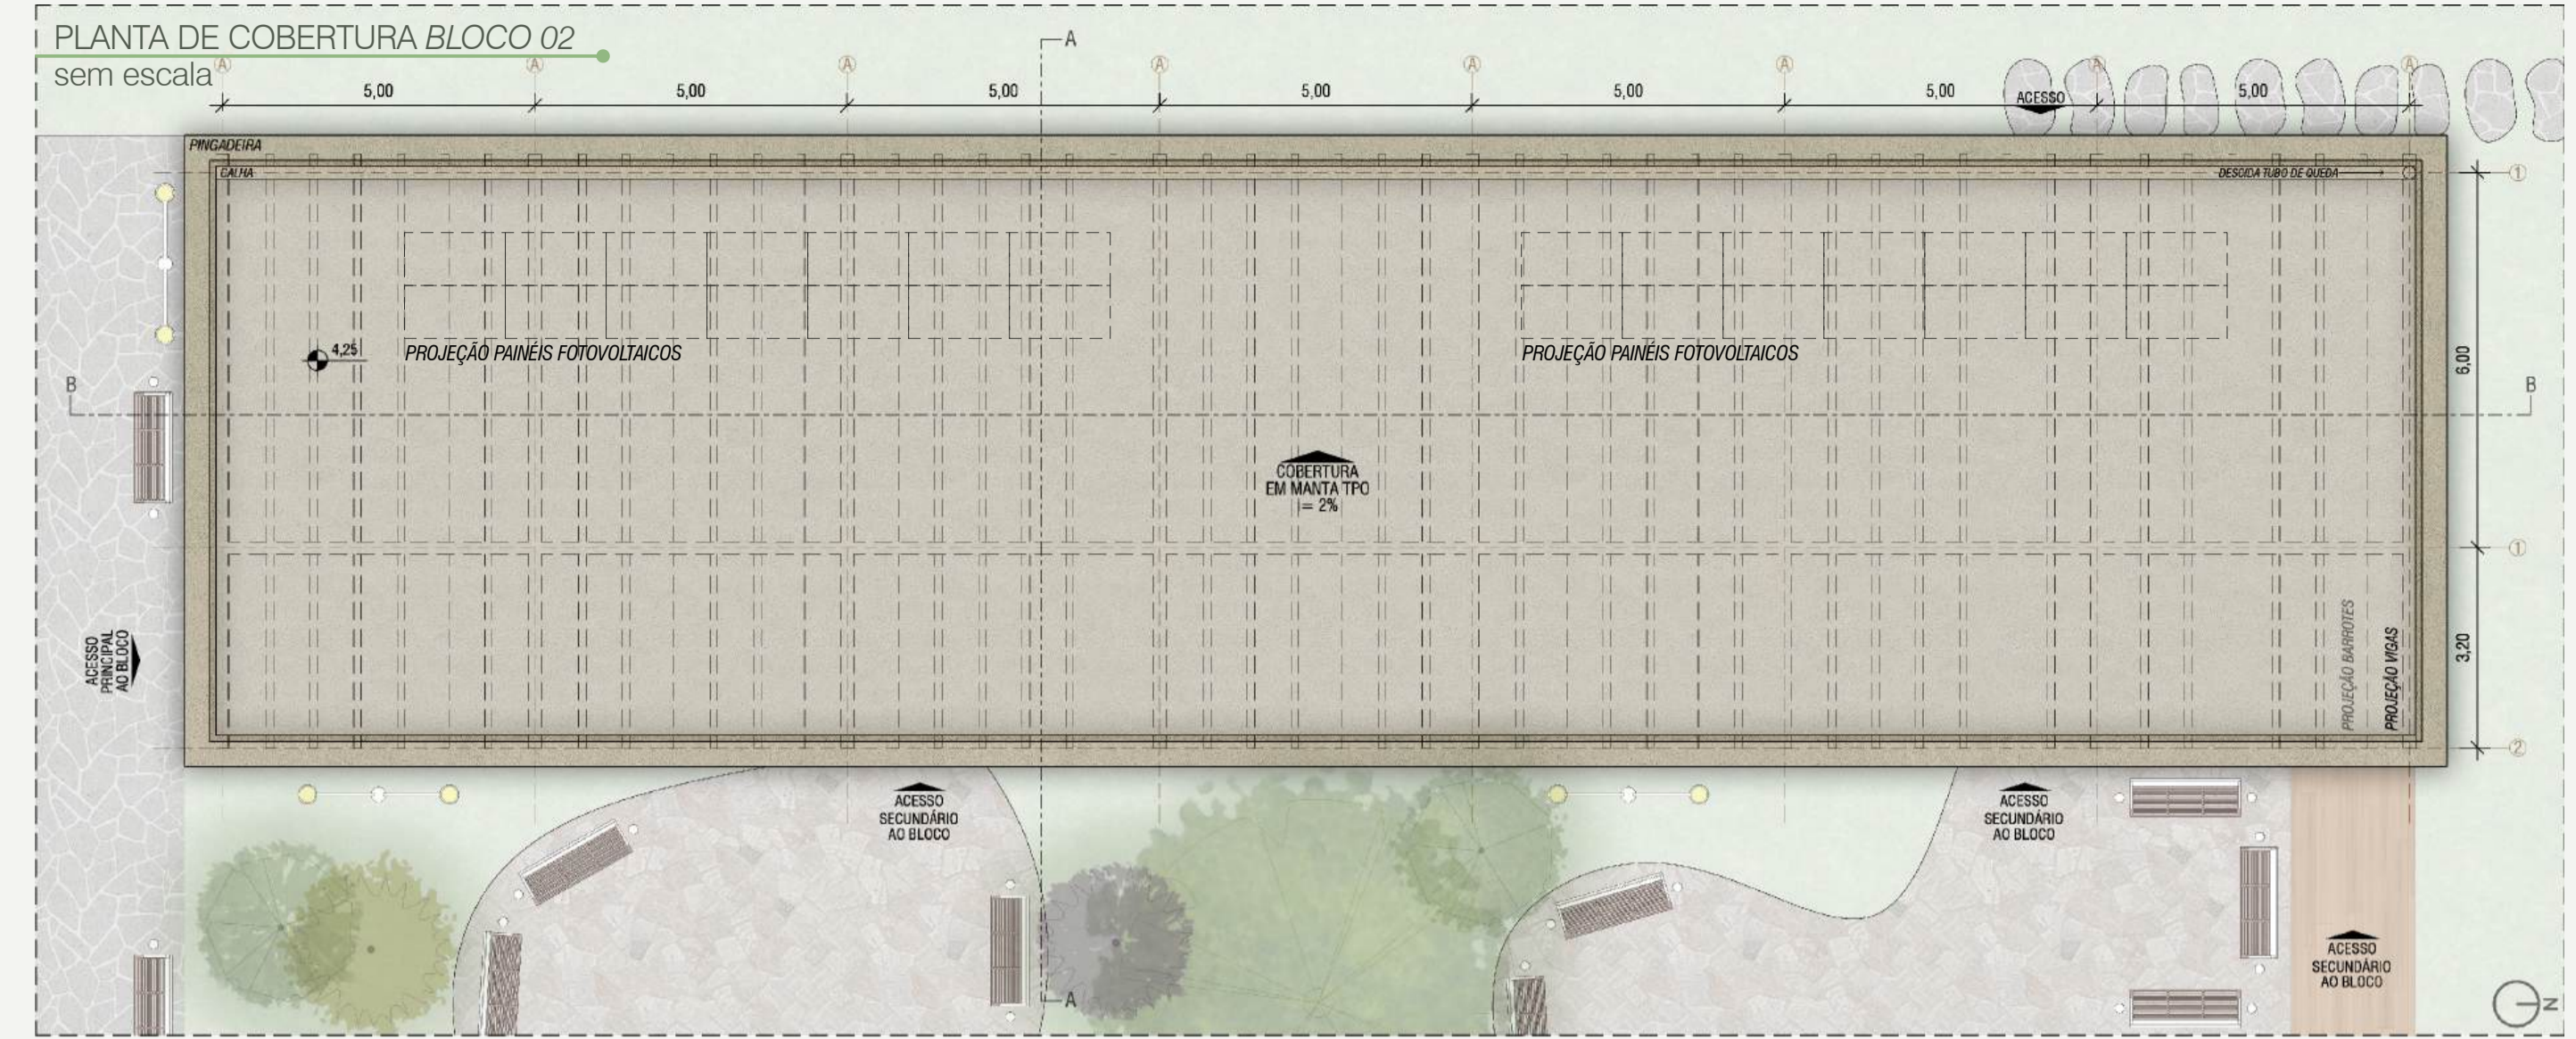 PLANTA DE COBERTURA BLOCO 02
sem escala
A
A A A A A A A A
5,00 5,00 5,00 5,00 5,00 5,00 5,00
ACESSO
PINGADEIRA
CALHA
DESCIDA TUBO DE QUEDA
1
4,25
PROJEÇÃO PAINÉIS FOTOVOLTAICOS
PROJEÇÃO PAINÉIS FOTOVOLTAICOS
6,00
B
B
COBERTURA
EM MANTA TPO
i= 2%
1
ACESSO
PRINCIPAL
AO BLOCO
PROJEÇÃO BARROTES
PROJEÇÃO VIGAS
3,20
2
ACESSO
SECUNDÁRIO
AO BLOCO
ACESSO
SECUNDÁRIO
AO BLOCO
ACESSO
SECUNDÁRIO
AO BLOCO
A
N